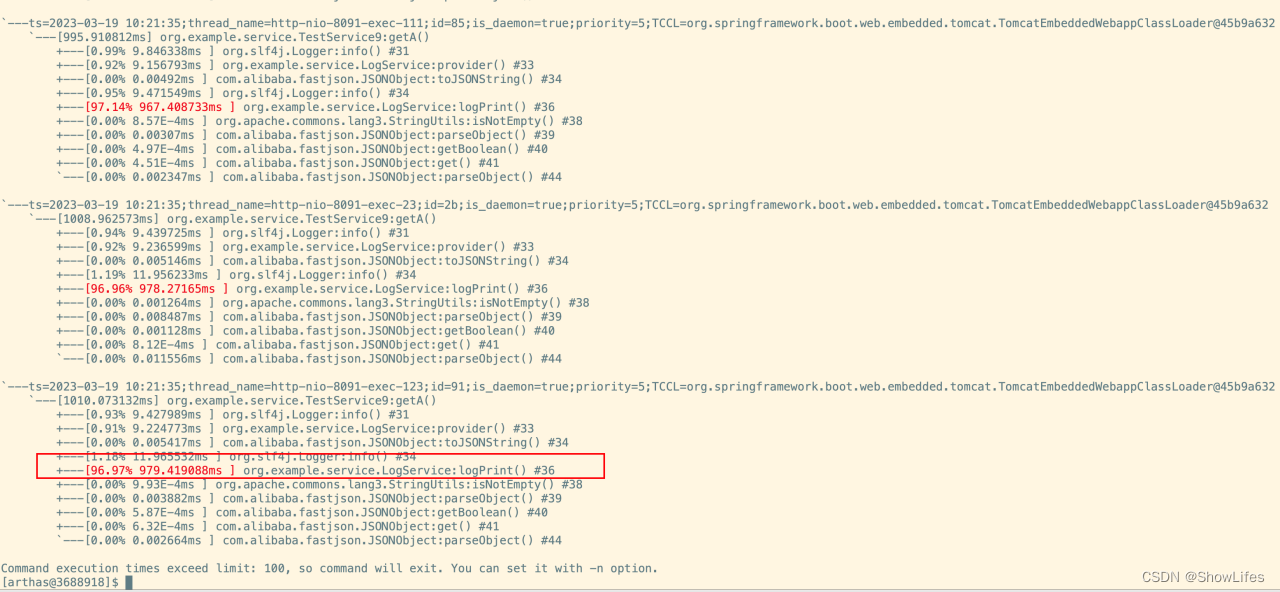 `---ts=2023-03-19 10:21:35;thread_name=http-nio-8091-exec-111;id=85;is_daemon=true;priority=5;TCCL=org.springframework.boot.web.embedded.tomcat.TomcatEmbeddedWebappClassLoader@45b9a632
`---[995.910812ms] org.example.service.TestService9:getA()
+---[0.99% 9.846338ms ] org.slf4j.Logger:info() #31
+---[0.92% 9.156793ms ] org.example.service.LogService:provider() #33
+---[0.00% 0.00492ms ] com.alibaba.fastjson.JSONObject:toJSONString() #34
+---[0.95% 9.471549ms ] org.slf4j.Logger:info() #34
+---[97.14% 967.408733ms ] org.example.service.LogService:logPrint() #36
+---[0.00% 8.57E-4ms ] org.apache.commons.lang3.StringUtils:isNotEmpty() #38
+---[0.00% 0.00307ms ] com.alibaba.fastjson.JSONObject:parseObject() #39
+---[0.00% 4.97E-4ms ] com.alibaba.fastjson.JSONObject:getBoolean() #40
+---[0.00% 4.51E-4ms ] com.alibaba.fastjson.JSONObject:get() #41
`---[0.00% 0.002347ms ] com.alibaba.fastjson.JSONObject:parseObject() #44
`---ts=2023-03-19 10:21:35;thread_name=http-nio-8091-exec-23;id=2b;is_daemon=true;priority=5;TCCL=org.springframework.boot.web.embedded.tomcat.TomcatEmbeddedWebappClassLoader@45b9a632
`---[1008.962573ms] org.example.service.TestService9:getA()
+---[0.94% 9.439725ms ] org.slf4j.Logger:info() #31
+---[0.92% 9.236599ms ] org.example.service.LogService:provider() #33
+---[0.00% 0.005146ms ] com.alibaba.fastjson.JSONObject:toJSONString() #34
+---[1.19% 11.956233ms ] org.slf4j.Logger:info() #34
+---[96.96% 978.27165ms ] org.example.service.LogService:logPrint() #36
+---[0.00% 0.001264ms ] org.apache.commons.lang3.StringUtils:isNotEmpty() #38
+---[0.00% 0.008487ms ] com.alibaba.fastjson.JSONObject:parseObject() #39
+---[0.00% 0.001128ms ] com.alibaba.fastjson.JSONObject:getBoolean() #40
+---[0.00% 8.12E-4ms ] com.alibaba.fastjson.JSONObject:get() #41
`---[0.00% 0.011556ms ] com.alibaba.fastjson.JSONObject:parseObject() #44
`---ts=2023-03-19 10:21:35;thread_name=http-nio-8091-exec-123;id=91;is_daemon=true;priority=5;TCCL=org.springframework.boot.web.embedded.tomcat.TomcatEmbeddedWebappClassLoader@45b9a632
`---[1010.073132ms] org.example.service.TestService9:getA()
+---[0.93% 9.427989ms ] org.slf4j.Logger:info() #31
+---[0.91% 9.224773ms ] org.example.service.LogService:provider() #33
+---[0.00% 0.005417ms ] com.alibaba.fastjson.JSONObject:toJSONString() #34
+---[1.18% 11.965532ms ] org.slf4j.Logger:info() #34
+---[96.97% 979.419088ms ] org.example.service.LogService:logPrint() #36
+---[0.00% 9.93E-4ms ] org.apache.commons.lang3.StringUtils:isNotEmpty() #38
+---[0.00% 0.003882ms ] com.alibaba.fastjson.JSONObject:parseObject() #39
+---[0.00% 5.87E-4ms ] com.alibaba.fastjson.JSONObject:getBoolean() #40
+---[0.00% 6.32E-4ms ] com.alibaba.fastjson.JSONObject:get() #41
`---[0.00% 0.002664ms ] com.alibaba.fastjson.JSONObject:parseObject() #44
Command execution times exceed limit: 100, so command will exit. You can set it with -n option.
[arthas@3688918]$
CSDN @ShowLifes